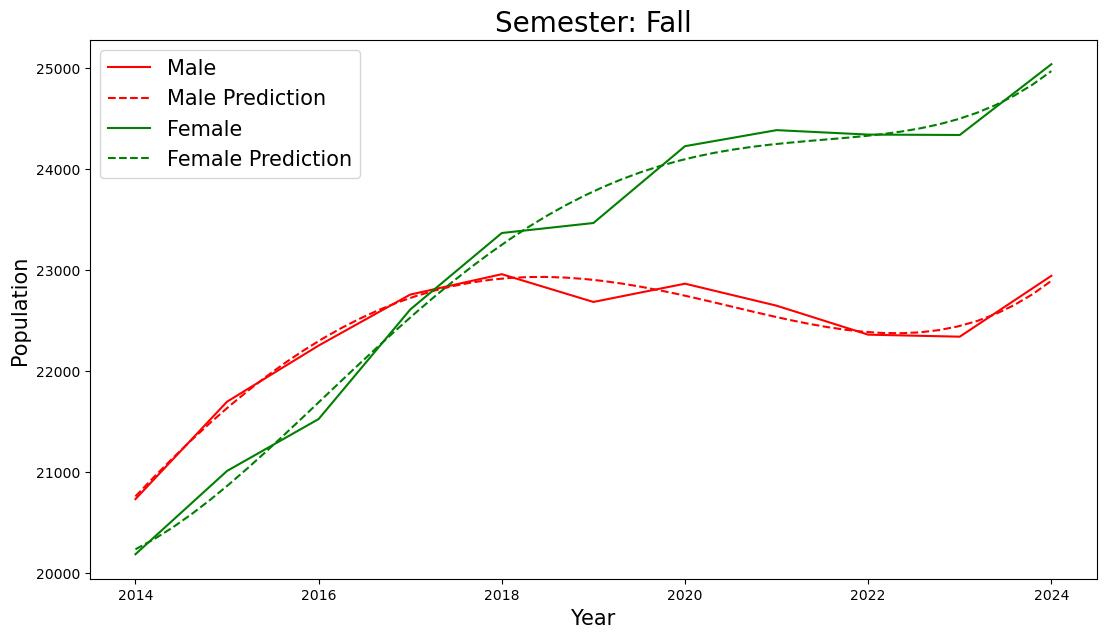 Semester: Fall
Male
Male Prediction
Female
Female Prediction
25000
24000
23000
22000
21000
20000
Population
2014
2016
2018
2020
2022
2024
Year